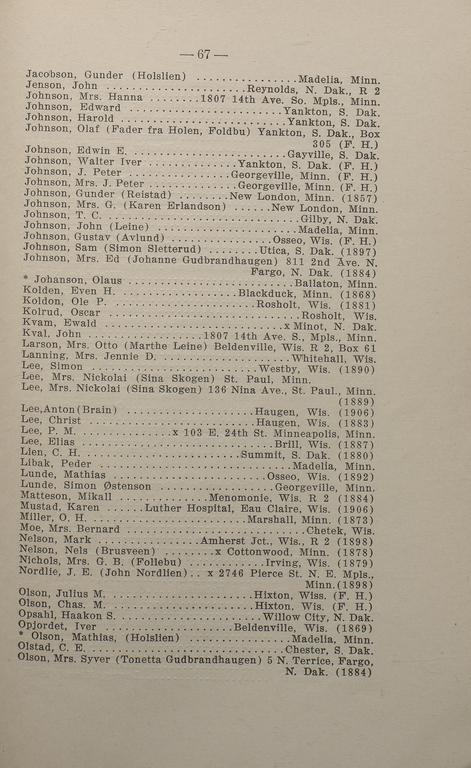 — 67 —
Jacobson, Gunder (Holslien) ...............Madelia, Minn.
Jenson, John .....................Reynolds, N. Dak., R 2
Johnson, Mrs. Hanna ........1807 14th Ave. So. Mpls., Minn.
Johnson, Edward ..........................Yankton, S. Dak.
Johnson, Harold ..........................Yankton, S. Dak.
Johnson, Olaf (Fader fra Holen, Foldbu) Yankton, S. Dak., Box
305 (F. H.)
Johnson, Edwin E. ........................Gayville, S. Dak.
Johnson, Walter Iver .............Yankton, S. Dak. (F. H.)
Johnson, J. Peter ................Georgeville, Minn. (F. H.)
Johnson, Mrs. J. Peter ...........Georgeville, Minn. (F. H.)
Johnson, Gunder (Reistad) ........New London, Minn. (1857)
Johnson, Mrs. G. (Karen Erlandson) ......New London, Minn.
Johnson, T. C. ..............................Gilby, N. Dak.
Johnson, John (Leine) ......................Madelia, Minn.
Johnson, Gustav (Avlund) ...............Osseo, Wis. (F. H.)
Johnson, Sam (Simon Sletterud) ........Utica, S. Dak. (1897)
Johnson, Mrs. Ed (Johanne Gudbrandhaugen) 811 2nd Ave. N.
Fargo, N. Dak. (1884)
* Johanson, Olaus .........................Ballaton, Minn.
Kolden, Even H. ..................Blackduck, Minn. (1868)
Koldon, Ole P. .......................Rosholt, Wis. (1881)
Kolrud, Oscar .............................Rosholt, Wis.
Kvam, Ewald .............................x Minot, N. Dak.
Kval, John ..................1807 14th Ave. S., Mpls., Minn.
Larson, Mrs. Otto (Marthe Leine) Beldenville, Wis. R 2, Box 61
Lanning, Mrs. Jennie D. ....................Whitehall, Wis.
Lee, Simon ...........................Westby, Wis. (1890)
Lee, Mrs. Nickolai (Sina Skogen) St. Paul, Minn.
Lee, Mrs. Nickolai (Sina Skogen) 136 Nina Ave., St. Paul., Minn.
(1889)
Lee,Anton(Brain) ....................Haugen, Wis. (1906)
Lee, Christ ..........................Haugen, Wis. (1883)
Lee, P. M. ..............x 103 E. 24th St. Minneapolis, Minn.
Lee, Elias ..............................Brill, Wis. (1887)
Lien, C. H. .........................Summit, S. Dak. (1880)
Libak, Peder ..............................Madelia, Minn.
Lunde, Mathias .......................Osseo, Wis. (1892)
Lunde, Simon Østenson ..................Georgeville, Minn.
Matteson, Mikall .............Menomonie, Wis. R 2 (1884)
Mustad, Karen ......Luther Hospital, Eau Claire, Wis. (1906)
Miller, O. H. .......................Marshall, Minn. (1873)
Moe, Mrs. Bernard ..........................Chetek, Wis.
Nelson, Mark ................Amherst Jct., Wis., R 2 (1898)
Nelson, Nels (Brusveen) ........x Cottonwood, Minn. (1878)
Nichols, Mrs. G. B. (Follebu) .............Irving, Wis. (1879)
Nordlie, J. E. (John Nordlien).. x 2746 Pierce St. N. E. Mpls.,
Minn.(1898)
Olson, Julius M. .......................Hixton, Wiss. (F. H.)
Olson, Chas. M. ......................Hixton, Wis. (F. H.)
Opsahl, Haakon S. .......................Willow City, N. Dak.
Opjordet, Iver ......................Beldenville, Wis. (1869)
* Olson, Mathias, (Holslien) ................Madelia, Minn.
Olstad, C. E. ..............................Chester, S. Dak.
Olson, Mrs. Syver (Tonetta Gudbrandhaugen) 5 N. Terrice, Fargo,
N. Dak. (1884)